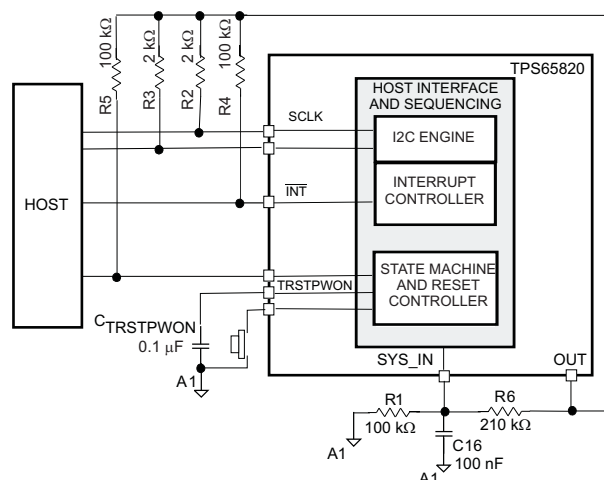 100 kΩ
2 kΩ
2 kΩ
100 kΩ
R5
R3
R2
R4
TPS65820
HOST INTERFACE
AND SEQUENCING
SCLK
I2C ENGINE
INT
INTERRUPT
CONTROLLER
HOST
TRSTPWON
STATE MACHINE
AND RESET
CONTROLLER
CTRSTPWON
0.1 μF
A1
SYS_IN
OUT
R1
100 kΩ
R6
210 kΩ
A1
C16
100 nF
A1